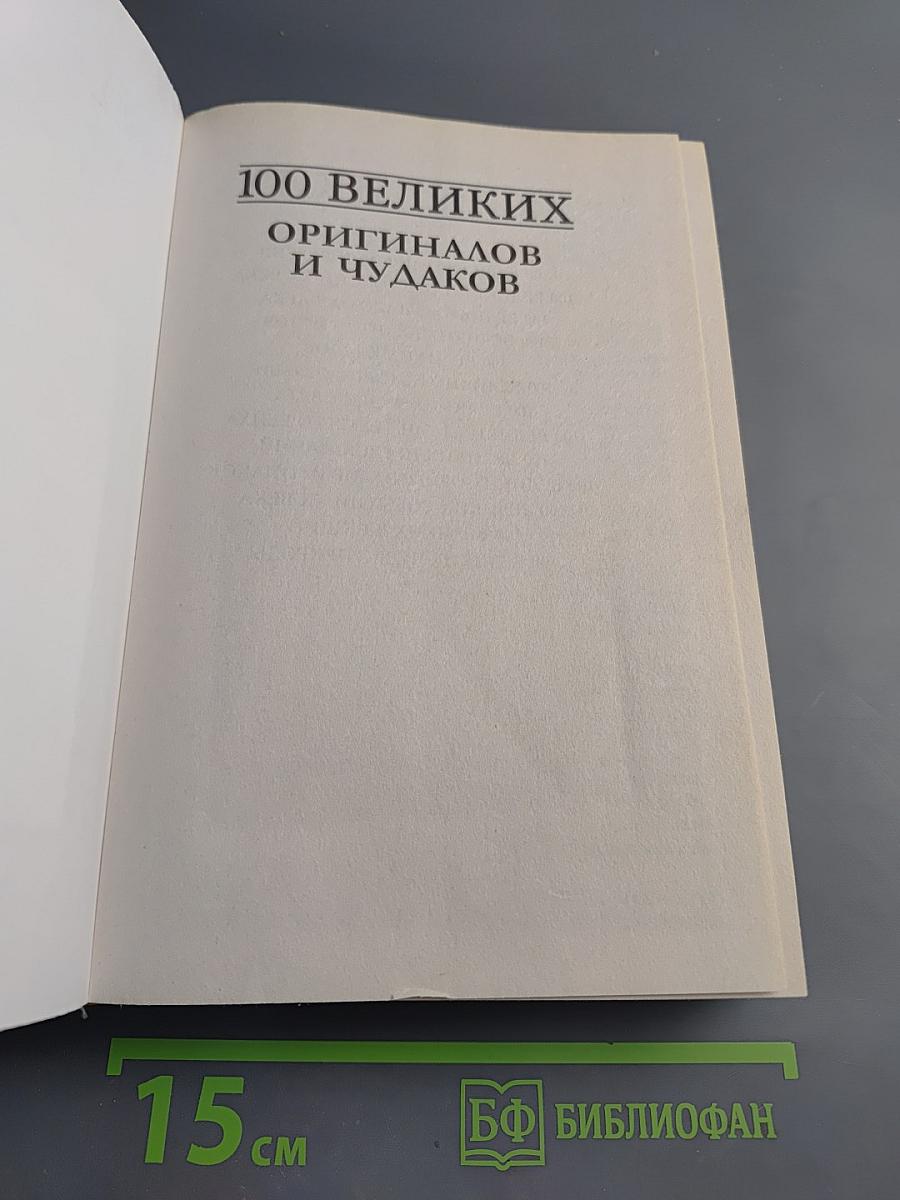 100 ВЕЛИКИХ
ОРИГИНАЛОВ
И ЧУДАКОВ
15 см
БФ БИБЛИОФАН